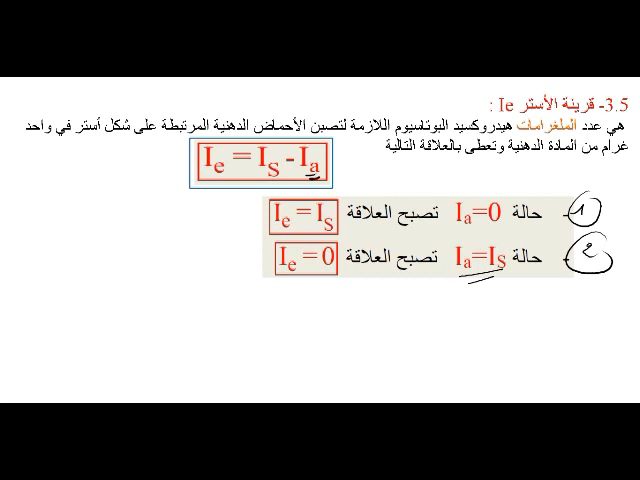 3.5- قرينة الأستر Ie :
هي عدد الملغرامات هيدروكسيد البوتاسيوم اللازمة لتصبن الأحماض الدهنية المرتبطة على شكل أستر في واحد
غرام من المادة الدهنية وتعطى بالعلاقة التالية
Ie = IS - Ia
1 - حالة Ia=0 تصبح العلاقة Ie = IS
2 - حالة Ia=IS تصبح العلاقة Ie = 0